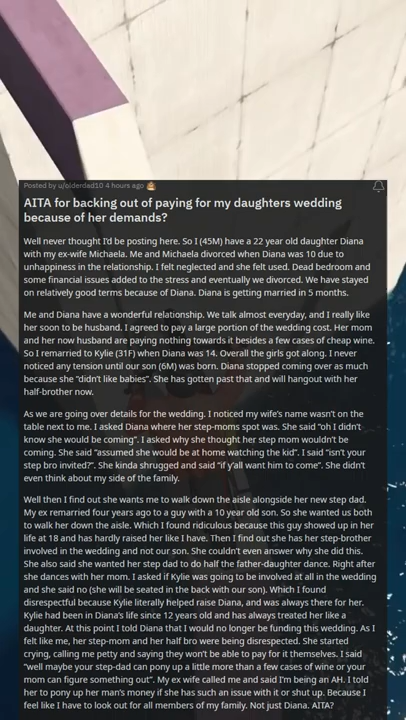 Posted by u/olderdad10 4 hours ago
AITA for backing out of paying for my daughters wedding
because of her demands?
Well never thought I'd be posting here. So I (45M) have a 22 year old daughter Diana
with my ex-wife Michaela. Me and Michaela divorced when Diana was 10 due to
unhappiness in the relationship. I felt neglected and she felt used. Dead bedroom and
some financial issues added to the stress and eventually we divorced. We have stayed
on relatively good terms because of Diana. Diana is getting married in 5 months.
Me and Diana have a wonderful relationship. We talk almost everyday, and I really like
her soon to be husband. I agreed to pay a large portion of the wedding cost. Her mom
and her now husband are paying nothing towards it besides a few cases of cheap wine.
So I remarried to Kylie (31F) when Diana was 14. Overall the girls got along. I never
noticed any tension until our son (6M) was born. Diana stopped coming over as much
because she "didn't like babies". She has gotten past that and will hangout with her
half-brother now.
As we are going over details for the wedding. I noticed my wife's name wasn't on the
table next to me. I asked Diana where her step-moms spot was. She said "oh I didn't
know she would be coming". I asked why she thought her step mom wouldn't be
coming. She said "assumed she would be at home watching the kid". I said "isn't your
step bro invited?". She kinda shrugged and said "if y'all want him to come". She didn't
even think about my side of the family.
Well then I find out she wants me to walk down the aisle alongside her new step dad.
My ex remarried four years ago to a guy with a 10 year old son. So she wanted us both
to walk her down the aisle. Which I found ridiculous because this guy showed up in her
life at 18 and has hardly raised her like I have. Then I find out she has her step-brother
involved in the wedding and not our son. She couldn't even answer why she did this.
She also said she wanted her step dad to do half the father-daughter dance. Right after
she dances with her mom. I asked if Kylie was going to be involved at all in the wedding
and she said no (she will be seated in the back with our son). Which I found
disrespectful because Kylie literally helped raise Diana, and was always there for her.
Kylie had been in Diana's life since 12 years old and has always treated her like a
daughter. At this point I told Diana that I would no longer be funding this wedding. As I
felt like me, her step-mom and her half bro were being disrespected. She started
crying, calling me petty and saying they won't be able to pay for it themselves. I said
"well maybe your step-dad can pony up a little more than a few cases of wine or your
mom can figure something out". My ex wife called me and said I'm being an AH. I told
her to pony up her man's money if she has such an issue with it or shut up. Because I
feel like I have to look out for all members of my family. Not just Diana. AITA?